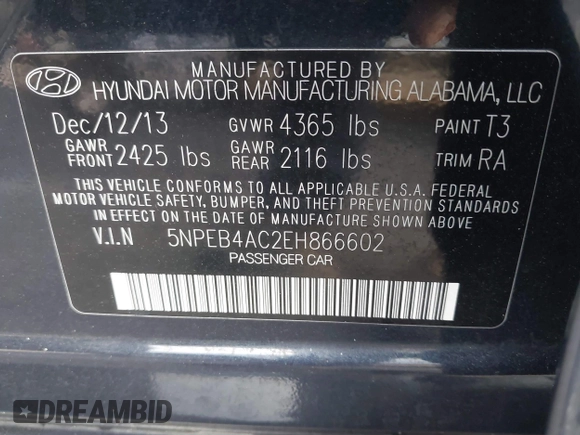 MANUFACTURED BY
HYUNDAI MOTOR MANUFACTURING ALABAMA, LLC
Dec/12/13 GVWR 4365 lbs PAINT T3
GAWR FRONT 2425 lbs GAWR REAR 2116 lbs TRIM RA
THIS VEHICLE CONFORMS TO ALL APPLICABLE U.S.A. FEDERAL
MOTOR VEHICLE SAFETY, BUMPER, AND THEFT PREVENTION STANDARDS
IN EFFECT ON THE DATE OF MANUFACTURE SHOWN ABOVE.
V.I.N 5NPEB4AC2EH866602
PASSENGER CAR
DREAMBID